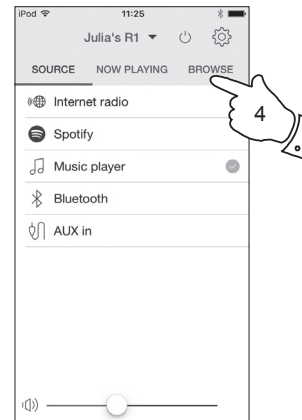 iPod 11:25
Julia's R1
SOURCE NOW PLAYING BROWSE
Internet radio
Spotify
Music player
Bluetooth
AUX in
4